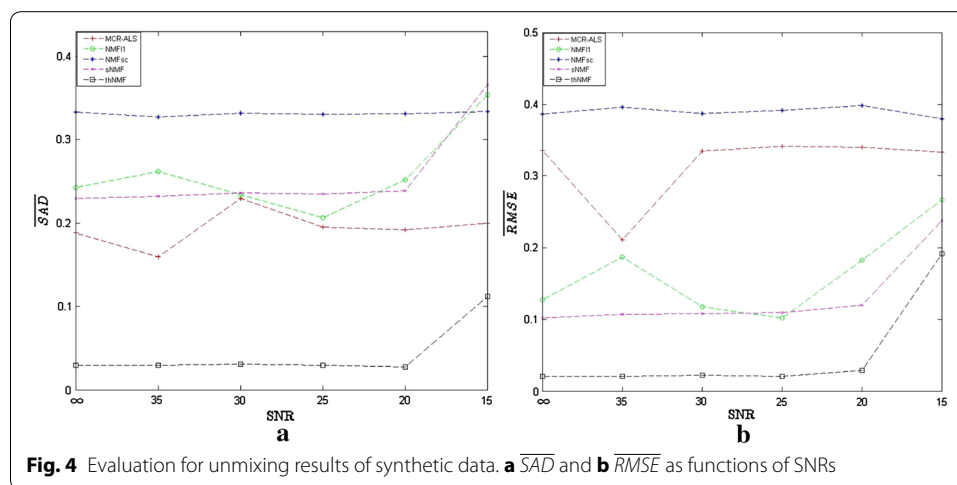 0.4
0.3
0.2
0.1
0
SAD
MCR-ALS
NMFl1
NMFsc
sNMF
thNMF
∞ 35 30 25 20 15
SNR
a
0.5
0.4
0.3
0.2
0.1
0
RMSE
MCR-ALS
NMFl1
NMFsc
sNMF
thNMF
∞ 35 30 25 20 15
SNR
b
Fig. 4 Evaluation for unmixing results of synthetic data. a SAD and b RMSE as functions of SNRs